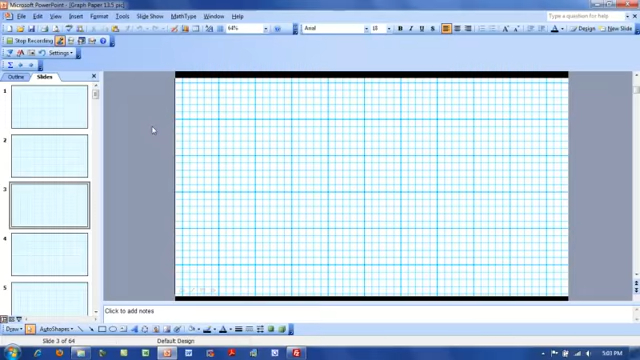 Microsoft PowerPoint - [Graph Paper 13.5 pic]
File Edit View Insert Format Tools Slide Show MathType Window Help
Type a question for help
64%
Arial
18
Design
New Slide
Stop Recording
Settings
Outline Slides
1
2
3
4
5
Click to add notes
Draw AutoShapes
Slide 3 of 64 Default Design
5:03 PM